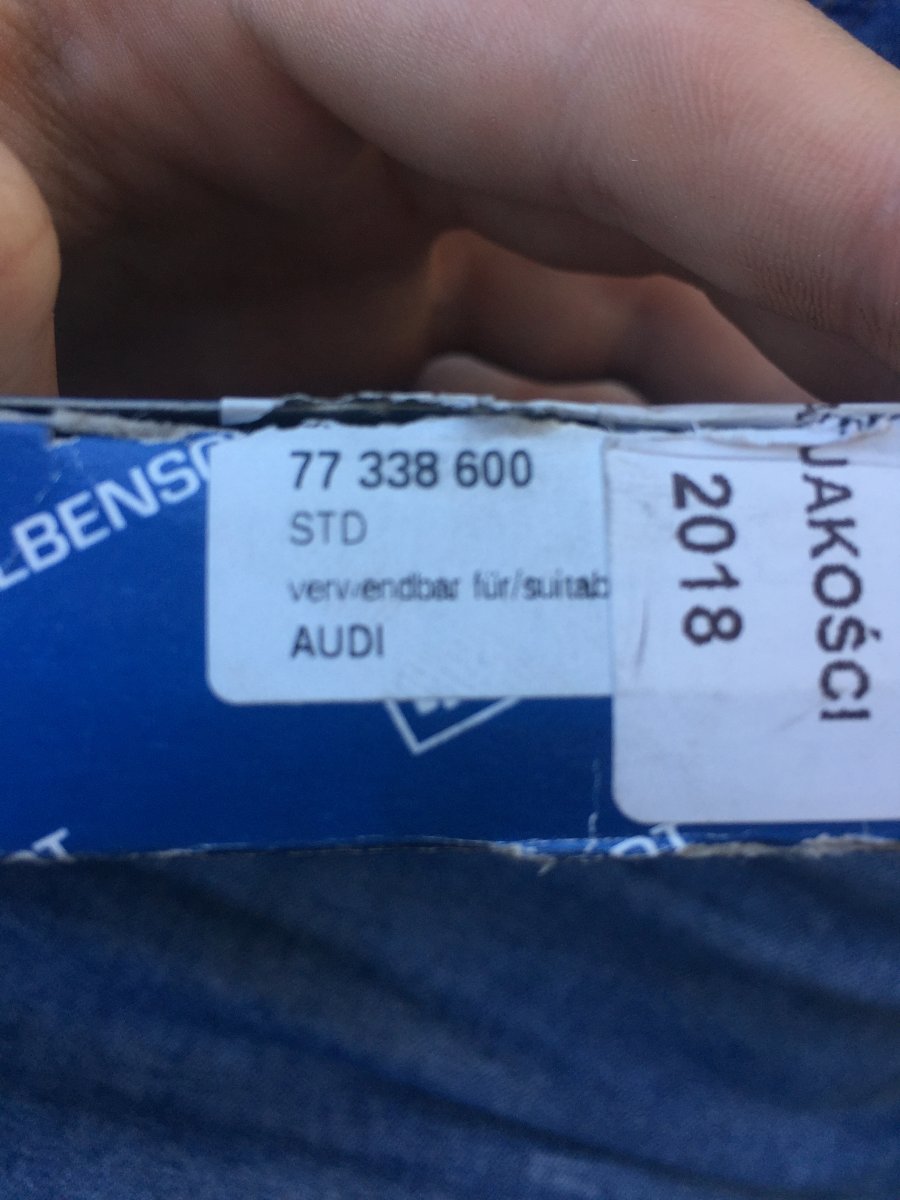 LBENSC
77 338 600
STD
verwendbar für/suitab
AUDI
JAKOŚCI
2018